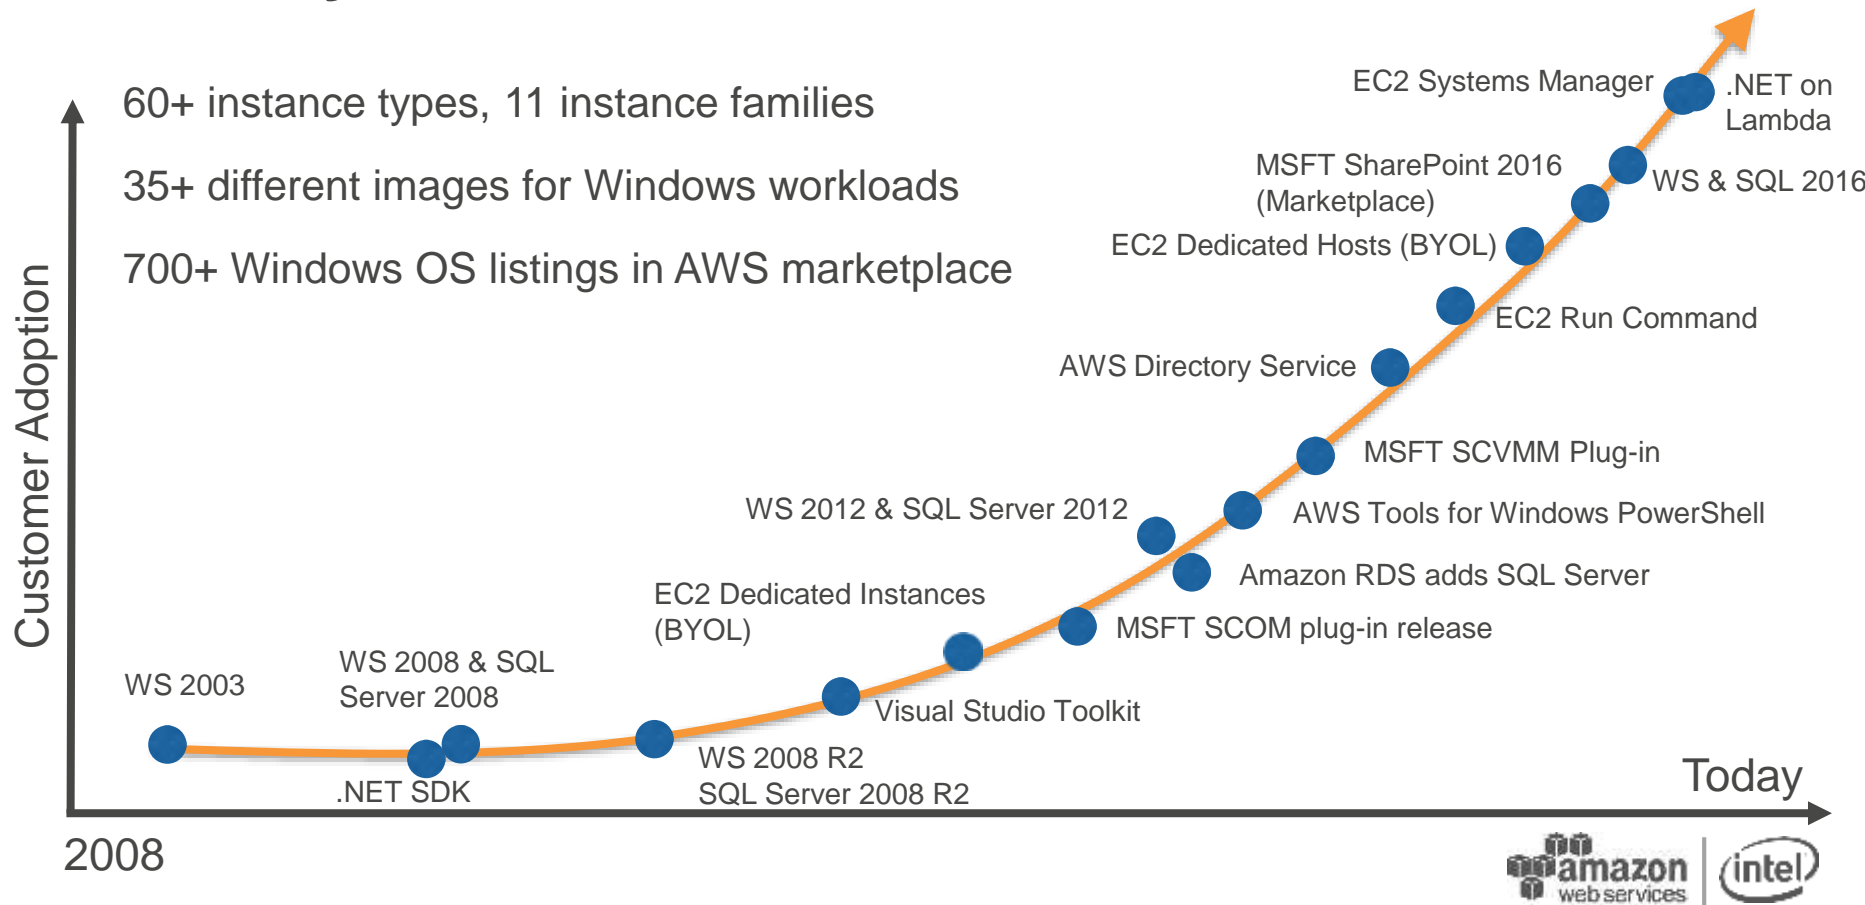 60+ instance types, 11 instance families
35+ different images for Windows workloads
700+ Windows OS listings in AWS marketplace
EC2 Systems Manager
.NET on
Lambda
MSFT SharePoint 2016
(Marketplace)
WS & SQL 2016
EC2 Dedicated Hosts (BYOL)
EC2 Run Command
AWS Directory Service
MSFT SCVMM Plug-in
WS 2012 & SQL Server 2012
AWS Tools for Windows PowerShell
Amazon RDS adds SQL Server
EC2 Dedicated Instances
(BYOL)
MSFT SCOM plug-in release
WS 2003
WS 2008 & SQL
Server 2008
Visual Studio Toolkit
.NET SDK
WS 2008 R2
SQL Server 2008 R2
Customer Adoption
Today
2008
amazon
web services
intel